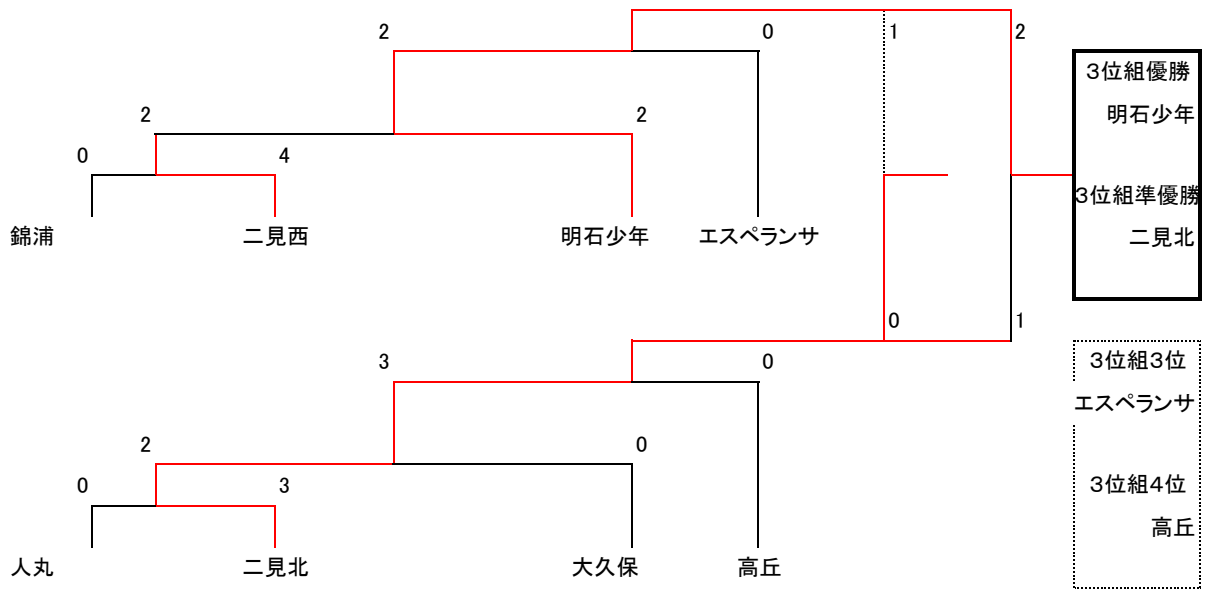 2 0 1 2
3位組優勝
明石少年
2 2
0 4
3位組準優勝
錦浦 二見西 明石少年 エスペランサ 二見北
0 1
3 0 3位組3位
エスペランサ
2 0
0 3 3位組4位
高丘
人丸 二見北 大久保 高丘